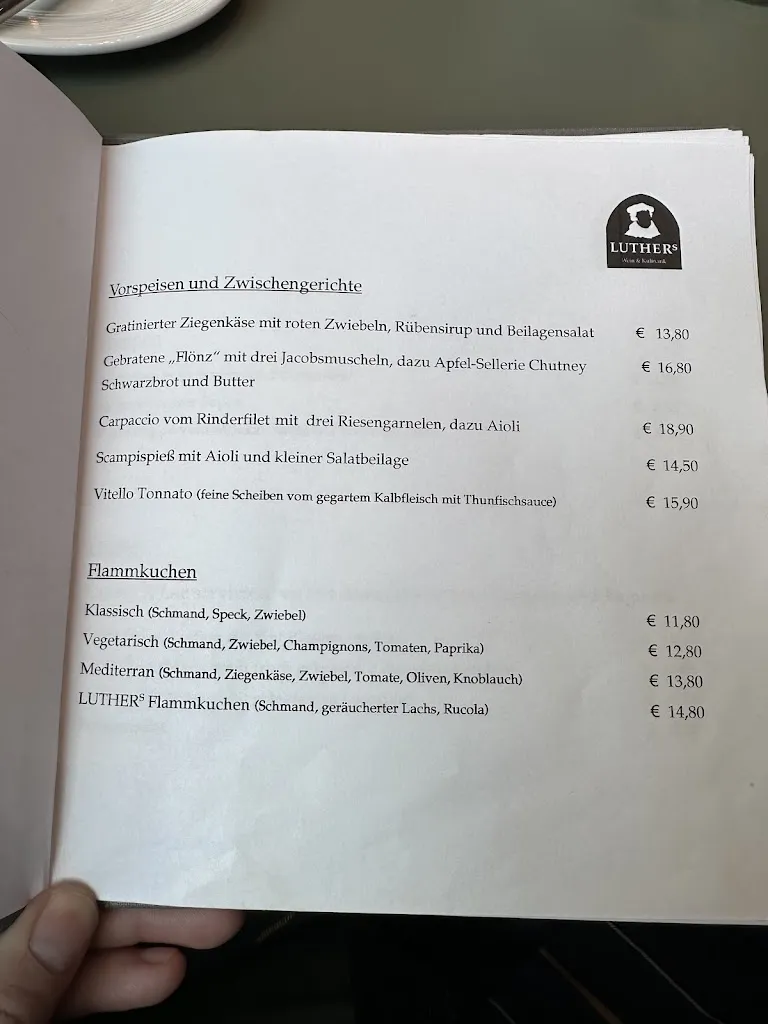 LUTHERs
Vorspeisen und Zwischengerichte
Gratinierter Ziegenkäse mit roten Zwiebeln, Rübensirup und Beilagensalat € 13,80
Gebratene „Flönz“ mit drei Jacobsmuscheln, dazu Apfel-Sellerie Chutney € 16,80
Schwarzbrot und Butter
Carpaccio vom Rinderfilet mit drei Riesengarnelen, dazu Aioli € 18,90
Scampispieß mit Aioli und kleiner Salatbeilage € 14,50
Vitello Tonnato (feine Scheiben vom gegartem Kalbfleisch mit Thunfischsauce) € 15,90
Flammkuchen
Klassisch (Schmand, Speck, Zwiebel) € 11,80
Vegetarisch (Schmand, Zwiebel, Champignons, Tomaten, Paprika) € 12,80
Mediterran (Schmand, Ziegenkäse, Zwiebel, Tomate, Oliven, Knoblauch) € 13,80
LUTHERs Flammkuchen (Schmand, geräucherter Lachs, Rucola) € 14,80